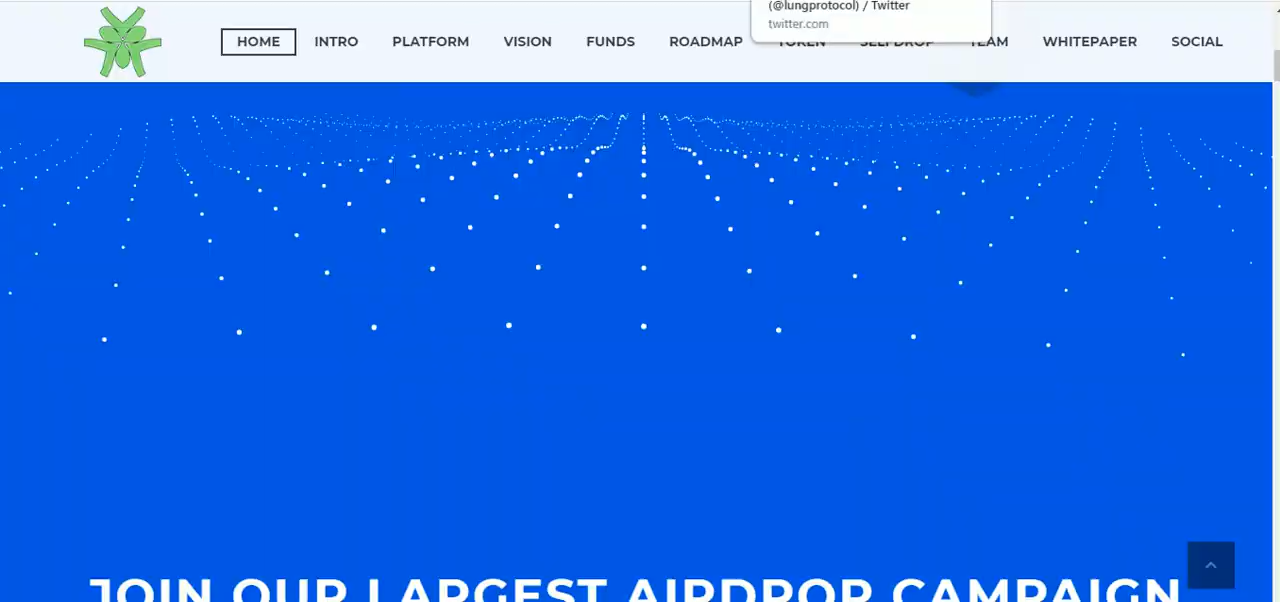 (@lungprotocol) / Twitter
twitter.com
HOME INTRO PLATFORM VISION FUNDS ROADMAP TOKEN SELFDROP TEAM WHITEPAPER SOCIAL
JOIN OUR LARGEST AIRDROP CAMPAIGN